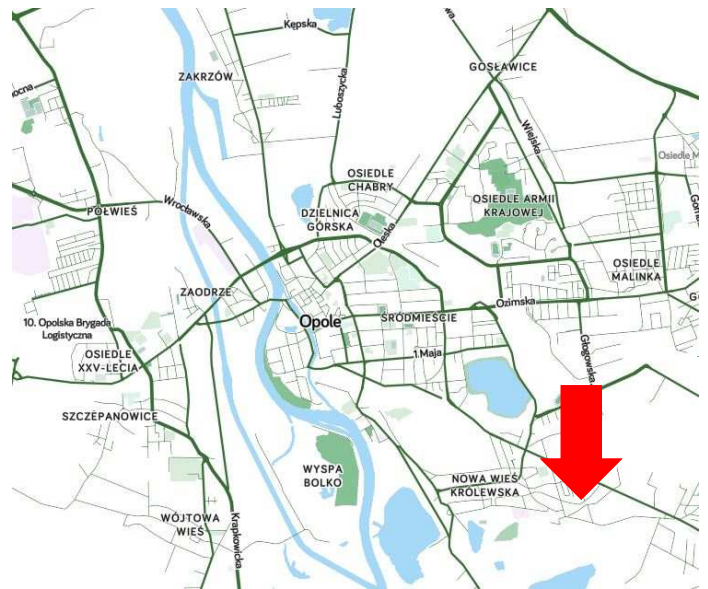 Kępska
GOSŁAWICE
ZAKRZÓW
Luboszycka
Wiejska
Osiedle M
OSIEDLE
CHABRY
OSIEDLE ARMII
KRAJOWEJ
PÓŁWIEŚ
Wrocławska
DZIELNICA
GÓRSKA
Oleska
OSIEDLE
MALINKA
ZAODRZE
Ozimska
Opole
ŚRÓDMIEŚCIE
10. Opolska Brygada
Logistyczna
OSIEDLE
XXV-LECIA
1 Maja
Głogowska
SZCZEPANOWICE
WYSPA
BOLKO
NOWA WIEŚ
KRÓLEWSKA
WÓJTOWA
WIEŚ
Krapkowicka